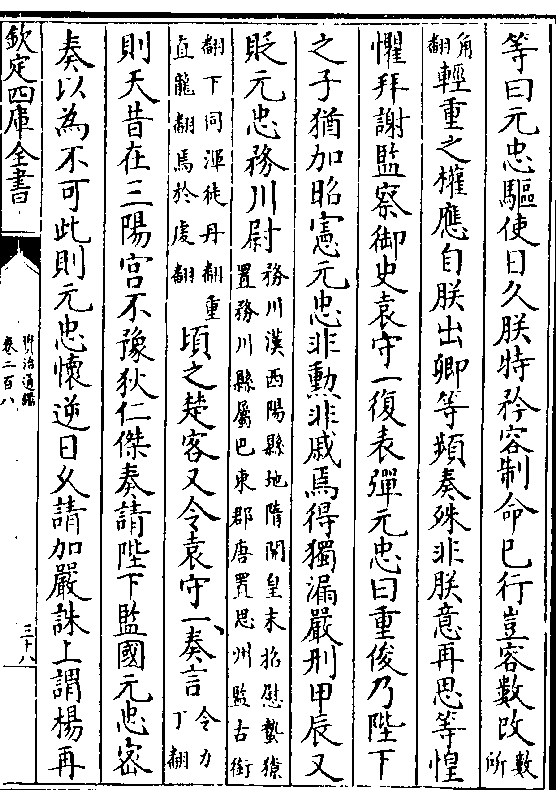 等曰元忠驅使日久朕特矜容制命已行豈容數改數所
角翻輕重之權應自朕出卿等頻奏殊非朕意再思等惶
懼拜謝監察御史袁守一復表彈元忠曰重俊乃陛下
之子猶加昭憲元忠非勲非戚焉得獨漏嚴刑甲辰又
貶元忠務川尉務川漢西陽縣地隋開皇末招慰蠻獠置務川縣屬巴東郡唐置思州監古銜
翻下同渾徒丹翻重直龍翻焉於䖍翻頃之楚客又令袁守一奏言令力丁翻
則天昔在三陽宫不豫狄仁傑奏請陛下監國元忠密
奏以為不可此則元忠懐逆日久請加嚴誅上謂楊再
欽定四庫全書
資治通鑑
卷二百八
三十八